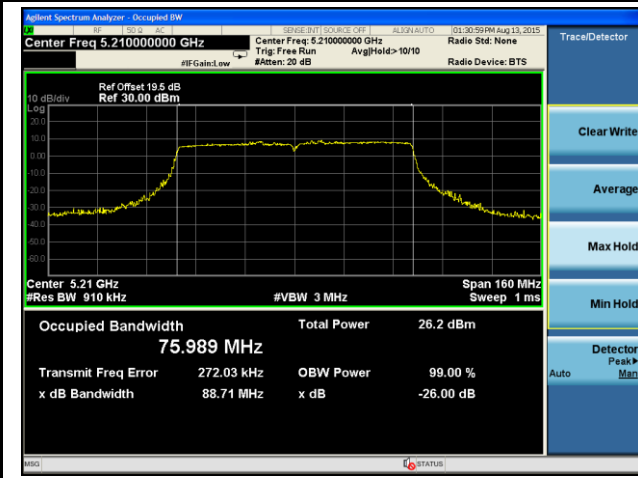 Agilent Spectrum Analyzer - Occupied BW
RF 50 Ω AC SENSE:INT SOURCE OFF ALIGN AUTO 01:30:59 PM Aug 13, 2015
Center Freq 5.210000000 GHz
Center Freq: 5.210000000 GHz
Radio Std: None
Trig: Free Run Avg|Hold:>10/10
#IFGain:Low
#Atten: 20 dB
Radio Device: BTS
Trace/Detector
Ref Offset 19.5 dB
10 dB/div Ref 30.00 dBm
Log
20.0
10.0
0.00
-10.0
-20.0
-30.0
-40.0
-50.0
-60.0
Clear Write
Average
Max Hold
Min Hold
Detector
Peak▶
Auto Man
Center 5.21 GHz Span 160 MHz
#Res BW 910 kHz #VBW 3 MHz Sweep 1 ms
Occupied Bandwidth Total Power 26.2 dBm
75.989 MHz
Transmit Freq Error 272.03 kHz OBW Power 99.00 %
x dB Bandwidth 88.71 MHz x dB -26.00 dB
MSG STATUS